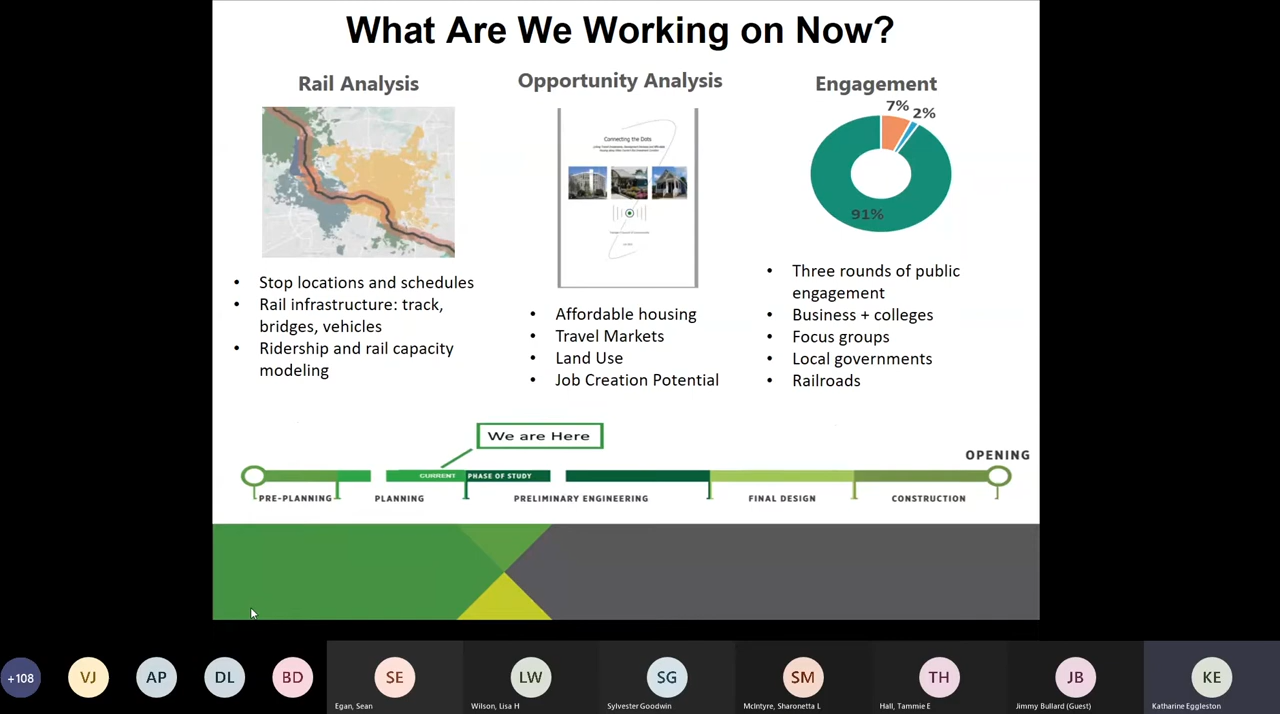 What Are We Working on Now?
Rail Analysis
Opportunity Analysis
Engagement
7%
2%
91%
Connecting the Dots
• Stop locations and schedules
• Rail infrastructure: track,
bridges, vehicles
• Ridership and rail capacity
modeling
• Affordable housing
• Travel Markets
• Land Use
• Job Creation Potential
• Three rounds of public
engagement
• Business + colleges
• Focus groups
• Local governments
• Railroads
We are Here
OPENING
CURRENT PHASE OF STUDY
PRE-PLANNING
PLANNING
PRELIMINARY ENGINEERING
FINAL DESIGN
CONSTRUCTION
+108
VJ
AP
DL
BD
SE
LW
SG
SM
TH
JB
KE
Egan, Sean
Wilson, Lisa H
Sylvester Goodwin
McIntyre, Sharonetta L
Hall, Tammie E
Jimmy Bullard (Guest)
Katharine Eggleston